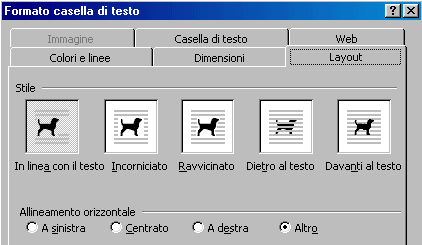 Formato casella di testo
Immagine Casella di testo Web
Colori e linee Dimensioni Layout
Stile
In linea con il testo Incorniciato Ravvicinato Dietro al testo Davanti al testo
Allineamento orizzontale
A sinistra Centrato A destra Altro